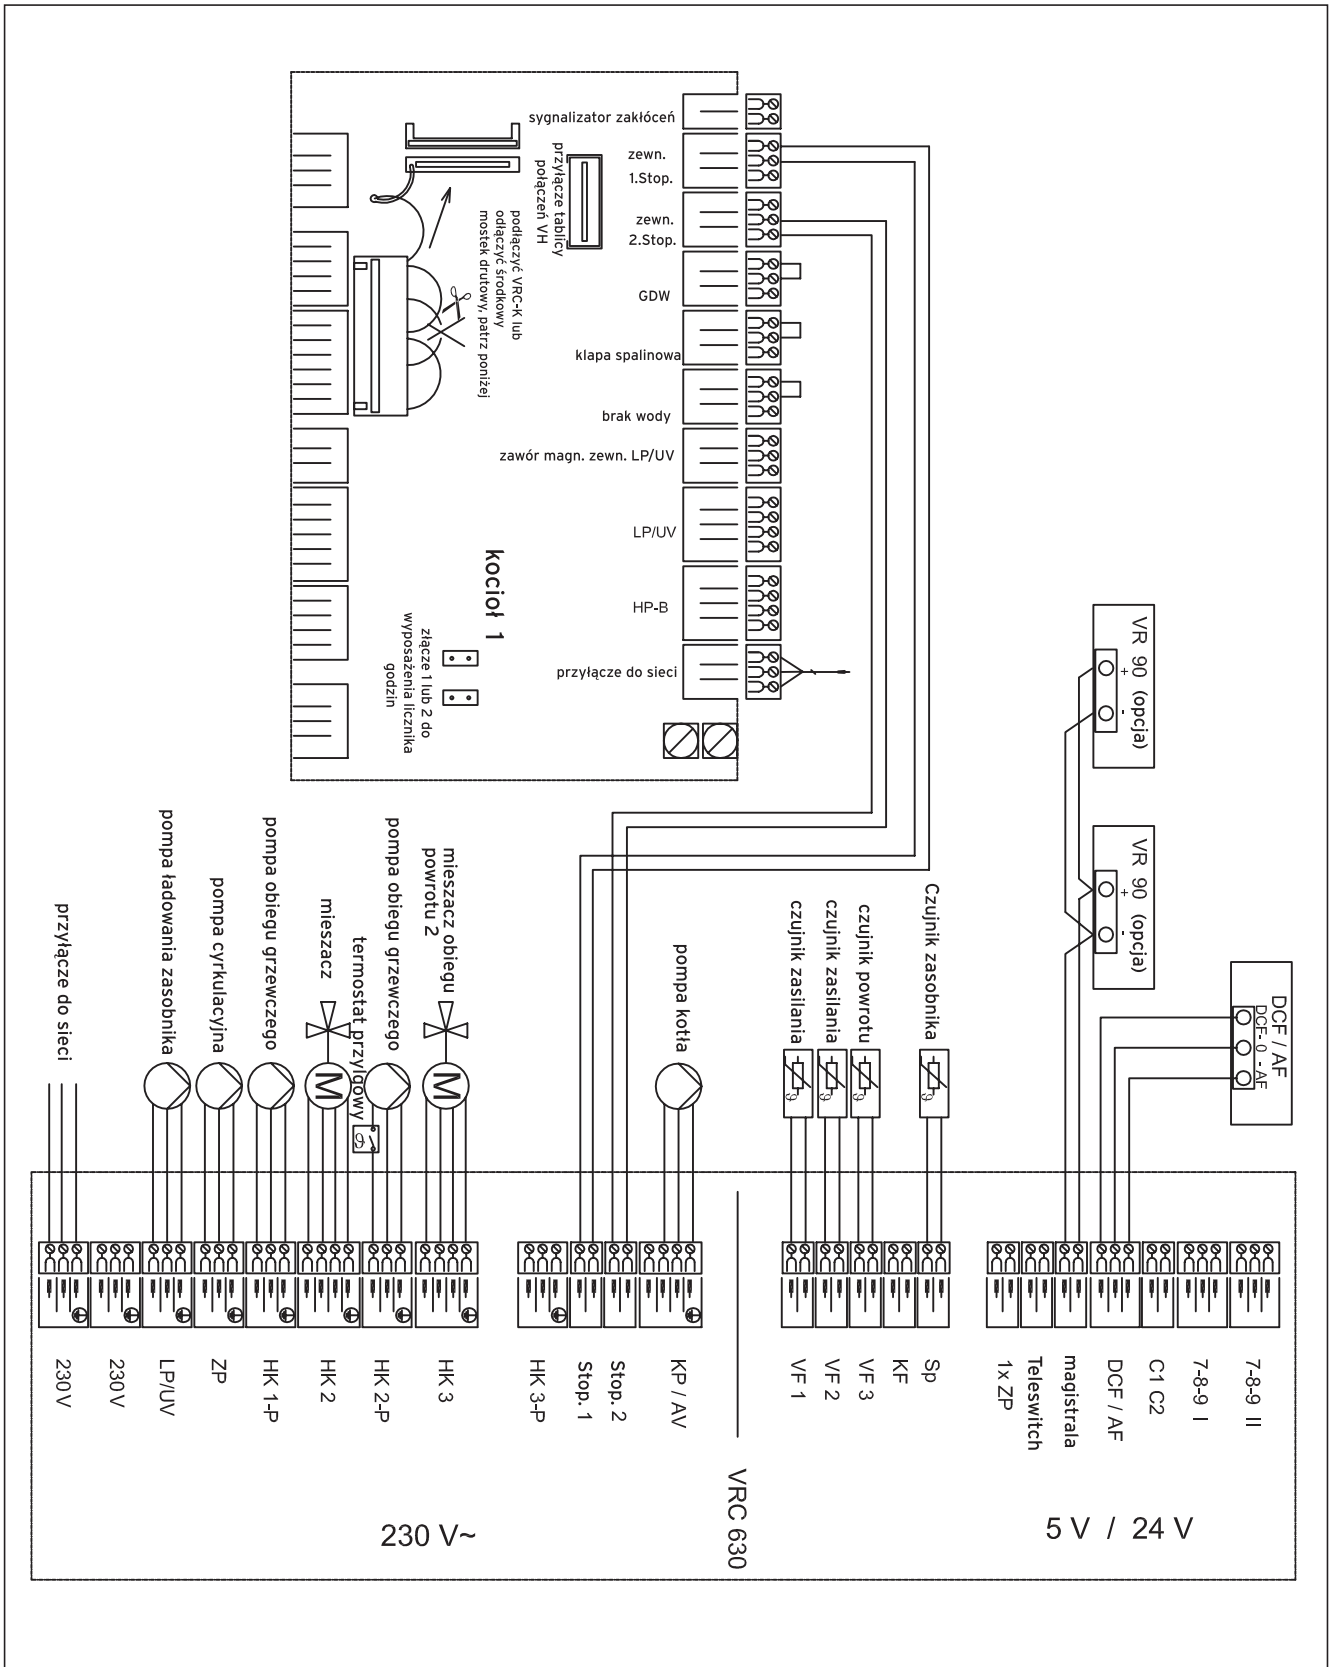 sygnalizator zakłóceń
zewn.
1.Stop.
zewn.
2.Stop.
GDW
klapa spalinowa
brak wody
zawór magn. zewn. LP/UV
LP/UV
HP-B
przyłącze do sieci
przyłącze tablicy
połączeń VH
podłączyć VRC-K lub
odłączyć środkowy
mostek drutowy, patrz poniżej
kocioł 1
złącze 1 lub 2 do
wyposażenia licznika
godzin
VR 90 (opcja)
+ -
VR 90 (opcja)
+ -
DCF / AF
DCF- 0 - AF
przyłącze do sieci
pompa ładowania zasobnika
pompa cyrkulacyjna
pompa obiegu grzewczego
mieszacz
M
termostat przylgowy
ϑ
pompa obiegu grzewczego
mieszacz obiegu
powrotu 2
M
pompa kotła
czujnik zasilania
ϑ
czujnik zasilania
ϑ
czujnik powrotu
ϑ
Czujnik zasobnika
ϑ
230 V
230 V
LP/UV
ZP
HK 1-P
HK 2
HK 2-P
HK 3
HK 3-P
Stop. 1
Stop. 2
KP / AV
VF 1
VF 2
VF 3
KF
Sp
1x ZP
Teleswitch
magistrala
DCF / AF
C1 C2
7-8-9 I
7-8-9 II
230 V~
VRC 630
5 V / 24 V